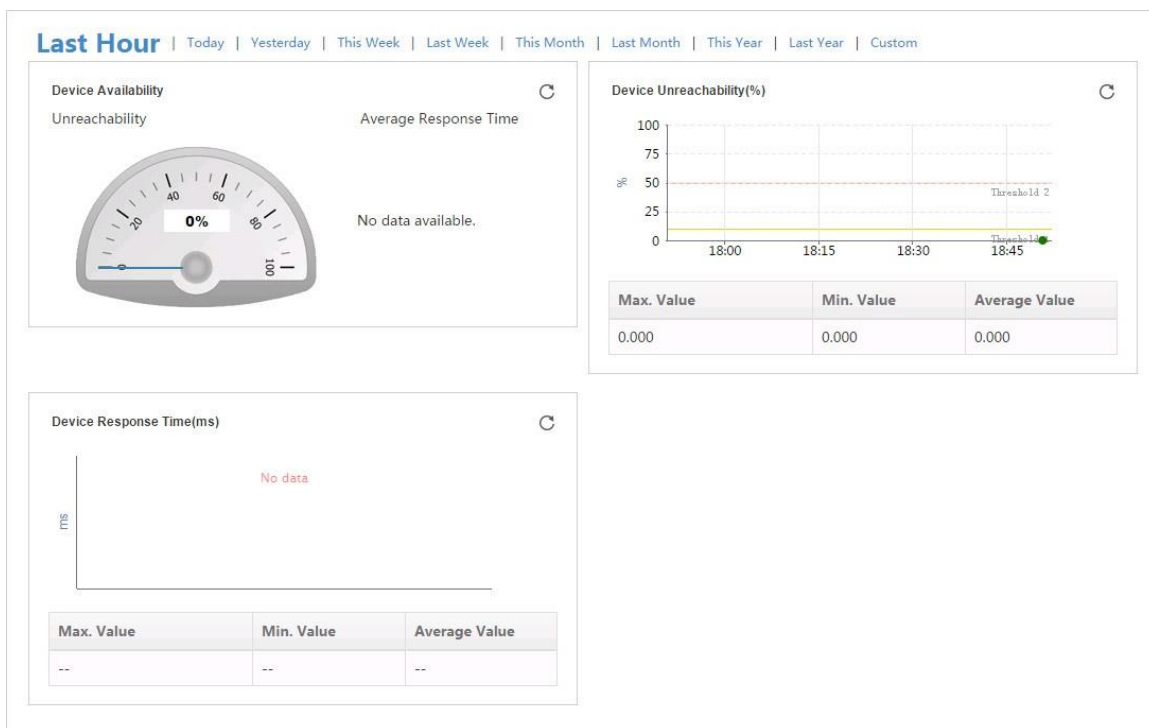 Last Hour | Today | Yesterday | This Week | Last Week | This Month | Last Month | This Year | Last Year | Custom
Device Availability
Unreachability Average Response Time
0 20 40 60 80 100
0%
No data available.
Device Unreachability(%)
100
75
50
25
0
%
Threshold 2
Threshold
18:00 18:15 18:30 18:45
Max. Value Min. Value Average Value
0.000 0.000 0.000
Device Response Time(ms)
No data
ms
Max. Value Min. Value Average Value
-- -- --